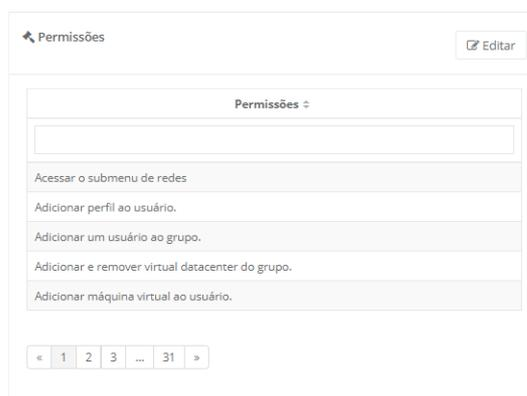 Permissões
Editar
Permissões
Acessar o submenu de redes
Adicionar perfil ao usuário.
Adicionar um usuário ao grupo.
Adicionar e remover virtual datacenter do grupo.
Adicionar máquina virtual ao usuário.
« 1 2 3 ... 31 »